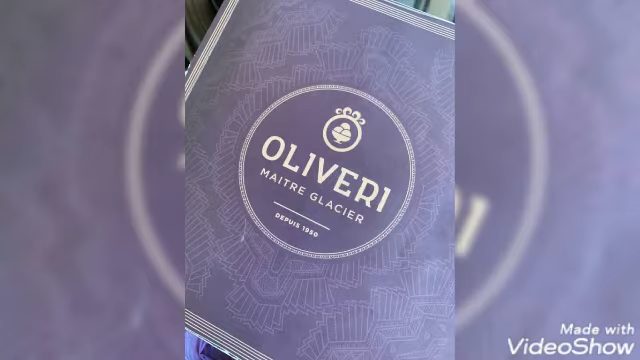 OLIVERI
MAITRE GLACIER
DEPUIS 1950
Made with
VideoShow